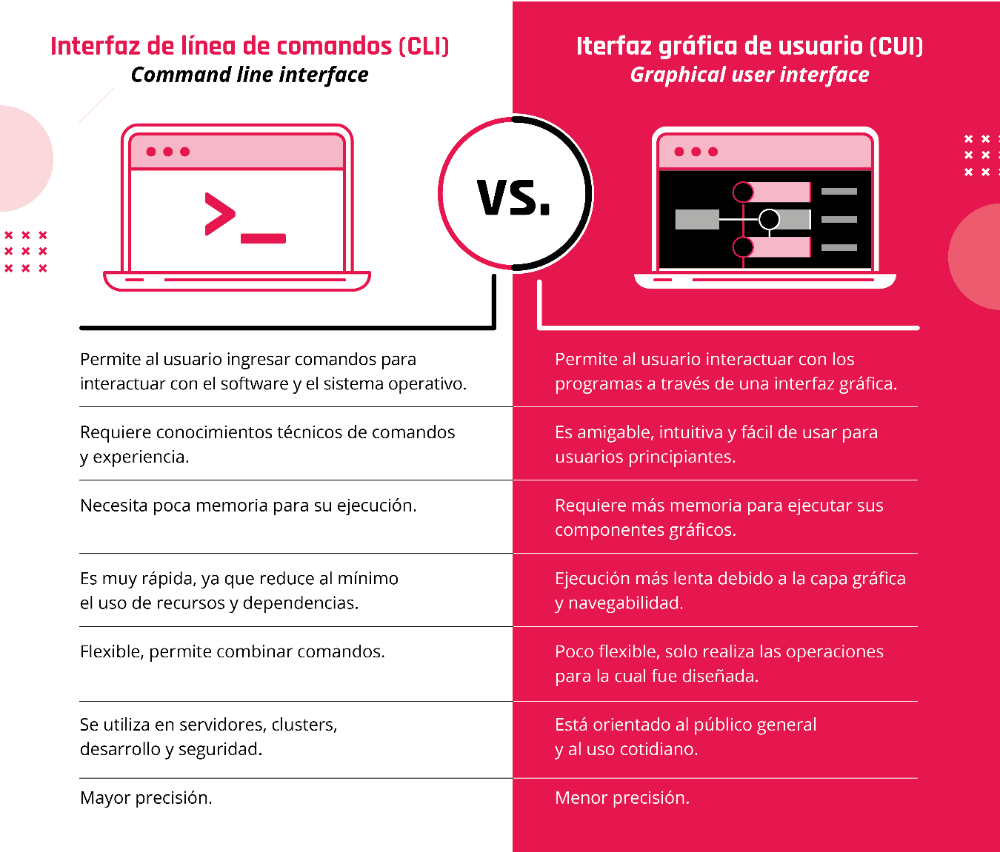 Interfaz de línea de comandos (CLI)
Command line interface
Iterfaz gráfica de usuario (CUI)
Graphical user interface
>_
VS.
Permite al usuario ingresar comandos para
interactuar con el software y el sistema operativo.
Permite al usuario interactuar con los
programas a través de una interfaz gráfica.
Requiere conocimientos técnicos de comandos
y experiencia.
Es amigable, intuitiva y fácil de usar para
usuarios principiantes.
Necesita poca memoria para su ejecución.
Requiere más memoria para ejecutar sus
componentes gráficos.
Es muy rápida, ya que reduce al mínimo
el uso de recursos y dependencias.
Ejecución más lenta debido a la capa gráfica
y navegabilidad.
Flexible, permite combinar comandos.
Poco flexible, solo realiza las operaciones
para la cual fue diseñada.
Se utiliza en servidores, clusters,
desarrollo y seguridad.
Está orientado al público general
y al uso cotidiano.
Mayor precisión.
Menor precisión.